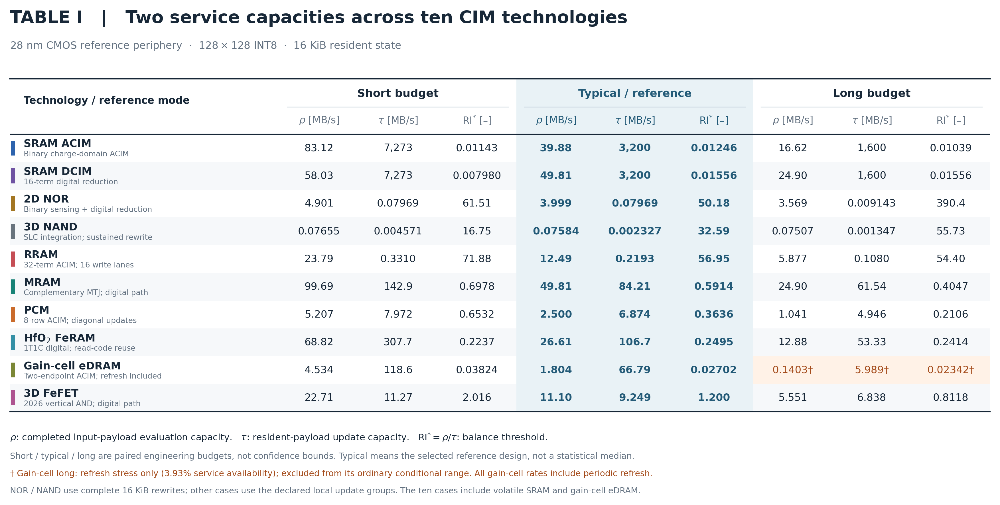 TABLE I | Two service capacities across ten CIM technologies
28 nm CMOS reference periphery · 128 × 128 INT8 · 16 KiB resident state
Technology / reference mode Short budget Typical / reference Long budget
ρ [MB/s] τ [MB/s] RI* [–] ρ [MB/s] τ [MB/s] RI* [–] ρ [MB/s] τ [MB/s] RI* [–]
SRAM ACIM 83.12 7,273 0.01143 39.88 3,200 0.01246 16.62 1,600 0.01039
Binary charge-domain ACIM
SRAM DCIM 58.03 7,273 0.007980 49.81 3,200 0.01556 24.90 1,600 0.01556
16-term digital reduction
2D NOR 4.901 0.07969 61.51 3.999 0.07969 50.18 3.569 0.009143 390.4
Binary sensing + digital reduction
3D NAND 0.07655 0.004571 16.75 0.07584 0.002327 32.59 0.07507 0.001347 55.73
SLC integration; sustained rewrite
RRAM 23.79 0.3310 71.88 12.49 0.2193 56.95 5.877 0.1080 54.40
32-term ACIM; 16 write lanes
MRAM 99.69 142.9 0.6978 49.81 84.21 0.5914 24.90 61.54 0.4047
Complementary MTJ; digital path
PCM 5.207 7.972 0.6532 2.500 6.874 0.3636 1.041 4.946 0.2106
8-row ACIM; diagonal updates
HfO₂ FeRAM 68.82 307.7 0.2237 26.61 106.7 0.2495 12.88 53.33 0.2414
1T1C digital; read-code reuse
Gain-cell eDRAM 4.534 118.6 0.03824 1.804 66.79 0.02702 0.1403† 5.989† 0.02342†
Two-endpoint ACIM; refresh included
3D FeFET 22.71 11.27 2.016 11.10 9.249 1.200 5.551 6.838 0.8118
2026 vertical AND; digital path
ρ: completed input-payload evaluation capacity. τ: resident-payload update capacity. RI* = ρ/τ: balance threshold.
Short / typical / long are paired engineering budgets, not confidence bounds. Typical means the selected reference design, not a statistical median.
† Gain-cell long: refresh stress only (3.93% service availability); excluded from its ordinary conditional range. All gain-cell rates include periodic refresh.
NOR / NAND use complete 16 KiB rewrites; other cases use the declared local update groups. The ten cases include volatile SRAM and gain-cell eDRAM.